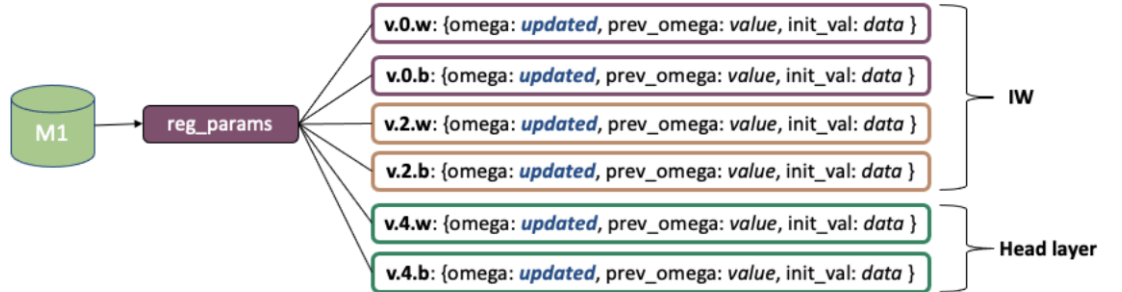 v.0.w: {omega: updated, prev_omega: value, init_val: data }
v.0.b: {omega: updated, prev_omega: value, init_val: data }
IW
M1
reg_params
v.2.w: {omega: updated, prev_omega: value, init_val: data }
v.2.b: {omega: updated, prev_omega: value, init_val: data }
v.4.w: {omega: updated, prev_omega: value, init_val: data }
Head layer
v.4.b: {omega: updated, prev_omega: value, init_val: data }